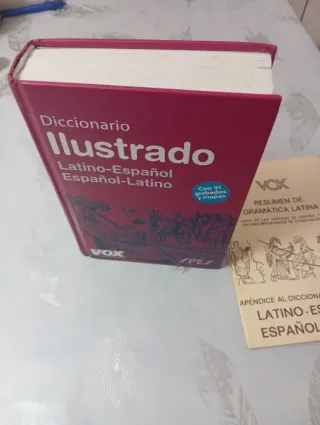 Diccionario
Ilustrado
Latino-Español
Español-Latino
Con 91
grabados
y mapas
VOX
VOX
RESUMEN DE
GRAMÁTICA LATINA
APÉNDICE AL DICCIONA
LATINO-ES
ESPAÑOL